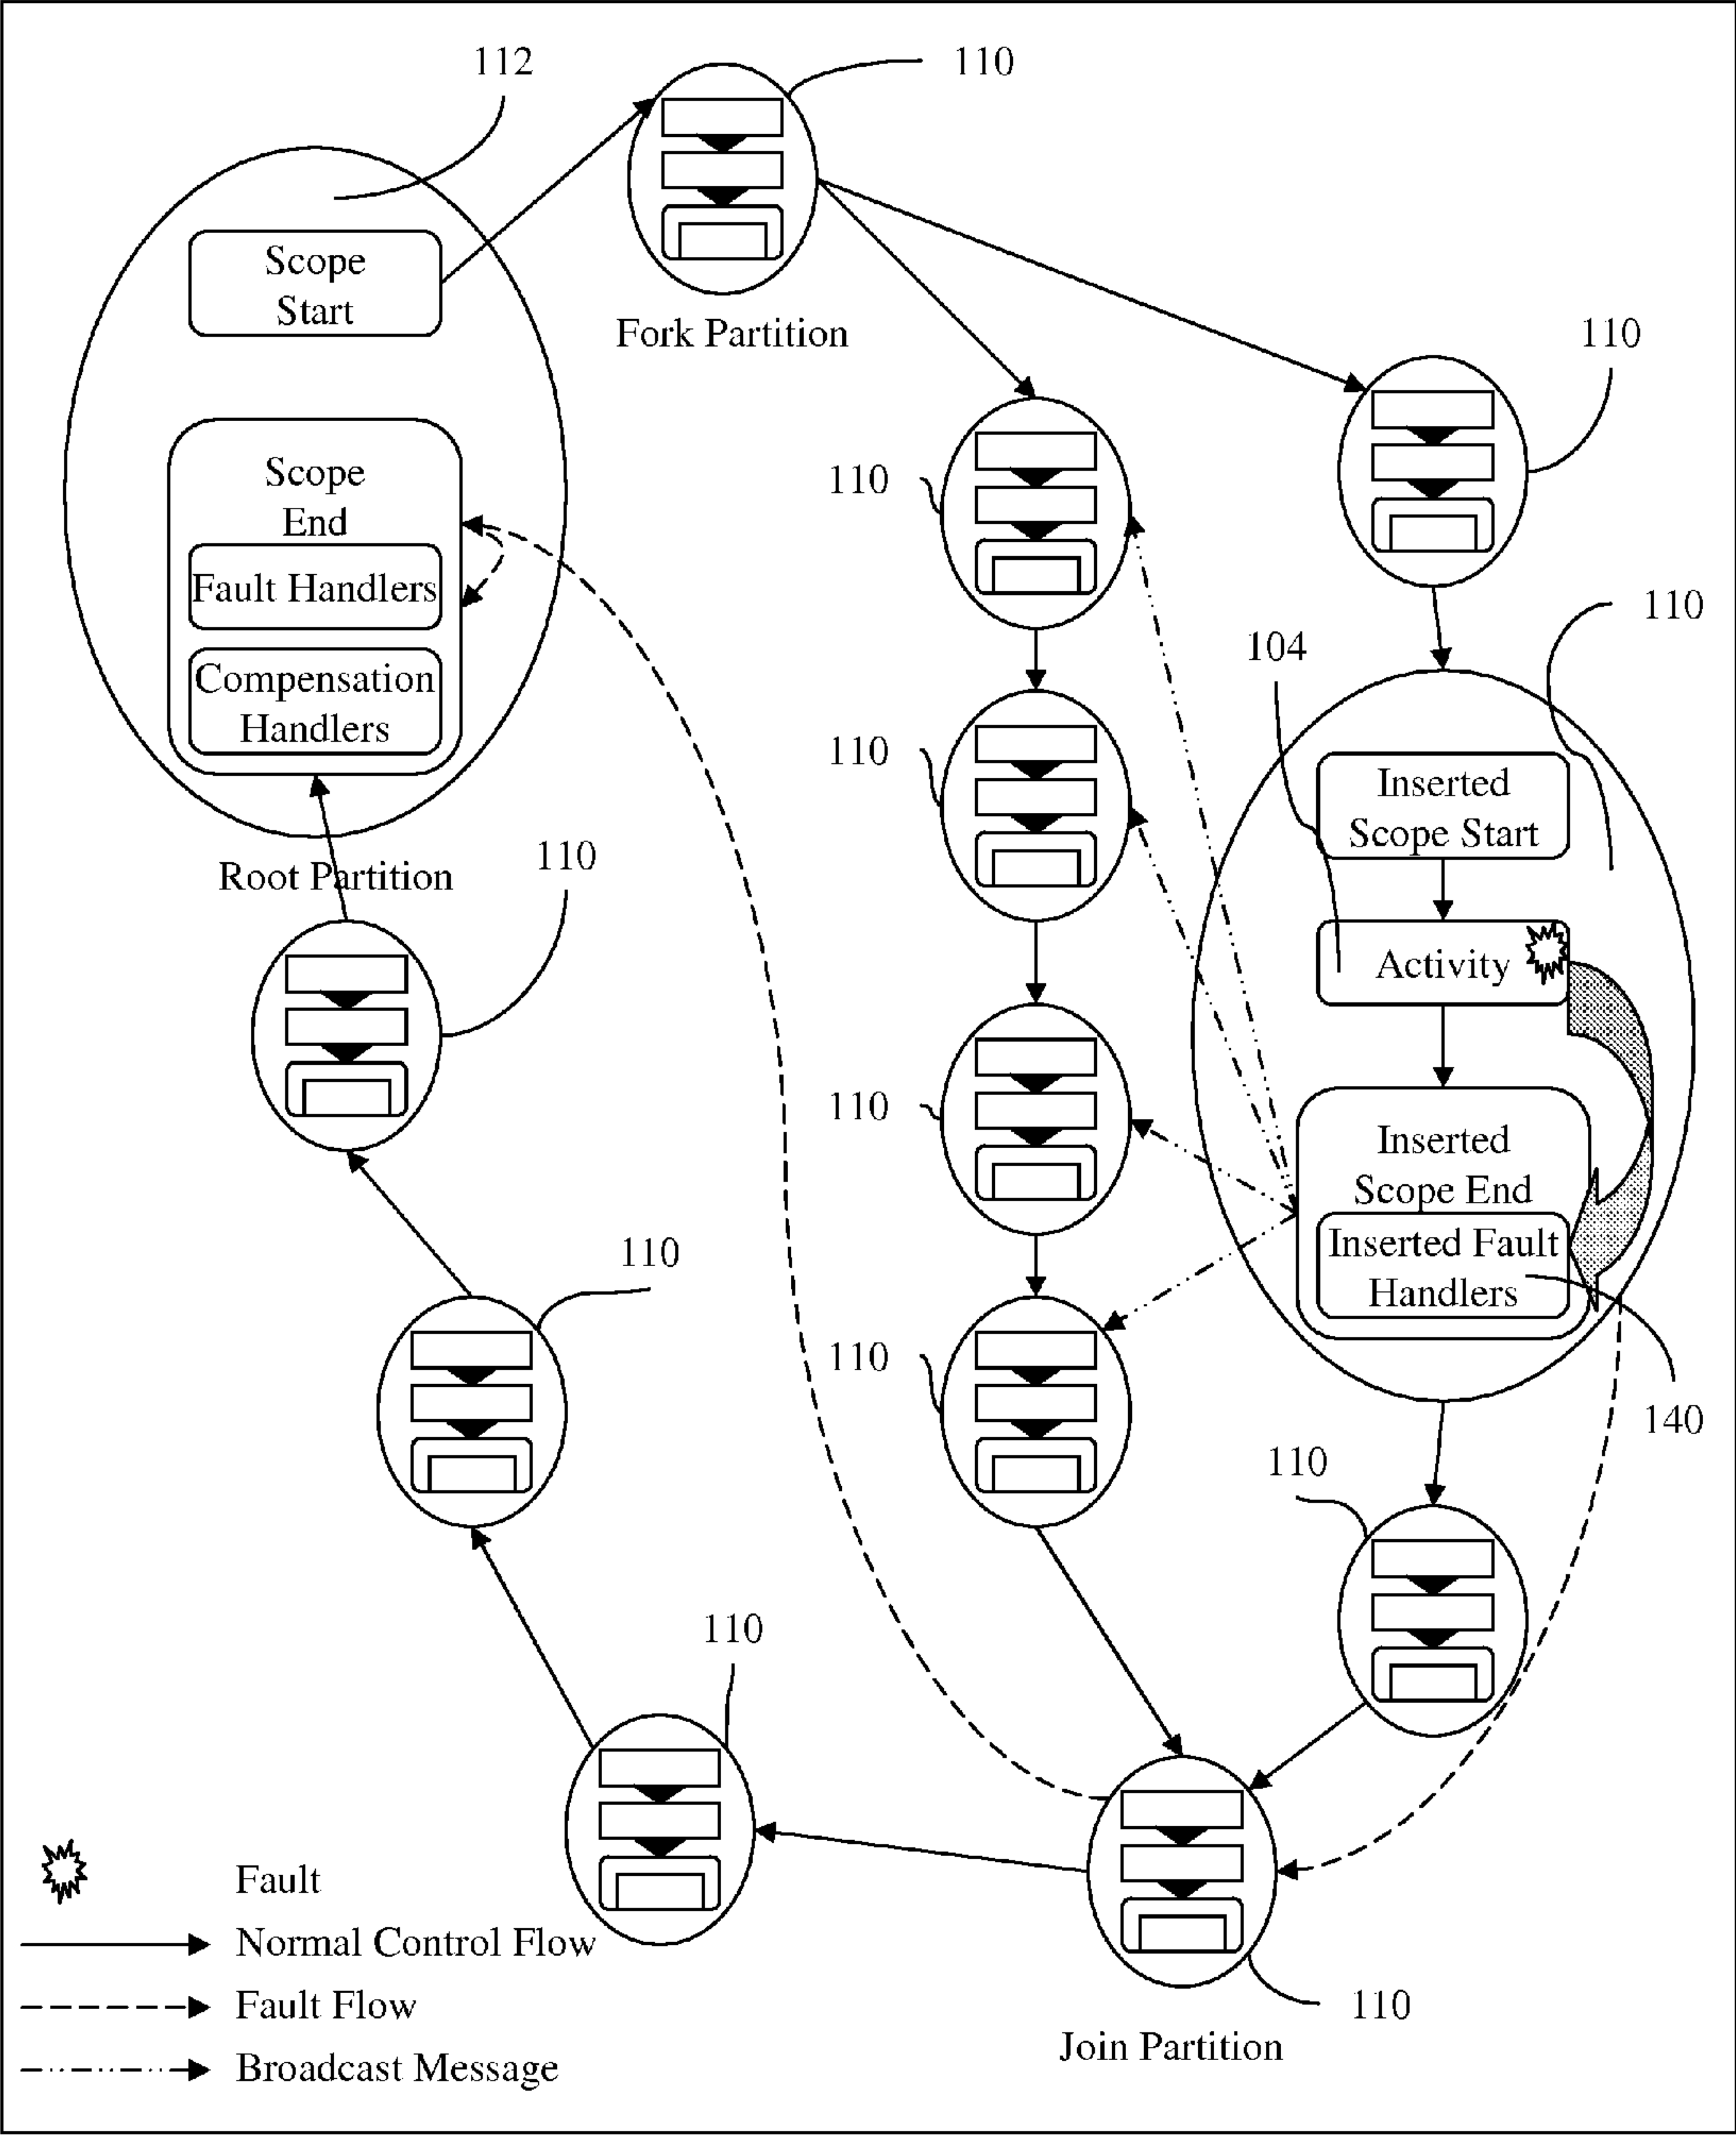 112
110
Scope
Start
Fork Partition
110
Scope
End
110
Fault Handlers
110
104
Compensation
Handlers
110
Inserted
Scope Start
Root Partition
110
Activity
110
Inserted
Scope End
Inserted Fault
Handlers
110
110
140
110
110
Fault
Normal Control Flow
Fault Flow
110
Join Partition
Broadcast Message